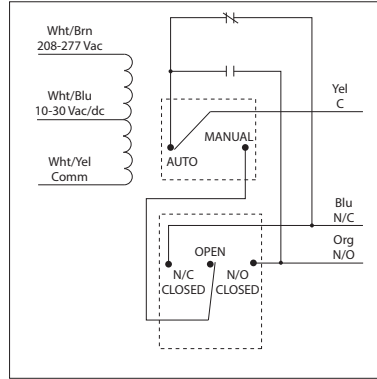 Wht/Brn
208-277 Vac
Wht/Blu
10-30 Vac/dc
Wht/Yel
Comm
Yel
C
MANUAL
AUTO
Blu
N/C
Org
N/O
OPEN
N/C
CLOSED
N/O
CLOSED